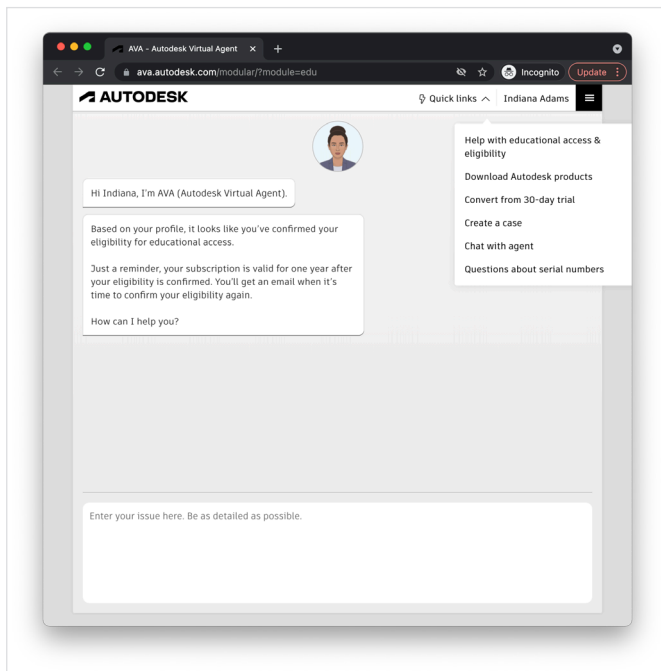 AVA - Autodesk Virtual Agent
ava.autodesk.com/modular/?module=edu
Incognito
Update
AUTODESK
Quick links
Indiana Adams
Help with educational access &
eligibility
Download Autodesk products
Convert from 30-day trial
Create a case
Chat with agent
Questions about serial numbers
Hi Indiana, I'm AVA (Autodesk Virtual Agent).
Based on your profile, it looks like you've confirmed your
eligibility for educational access.
Just a reminder, your subscription is valid for one year after
your eligibility is confirmed. You'll get an email when it's
time to confirm your eligibility again.
How can I help you?
Enter your issue here. Be as detailed as possible.